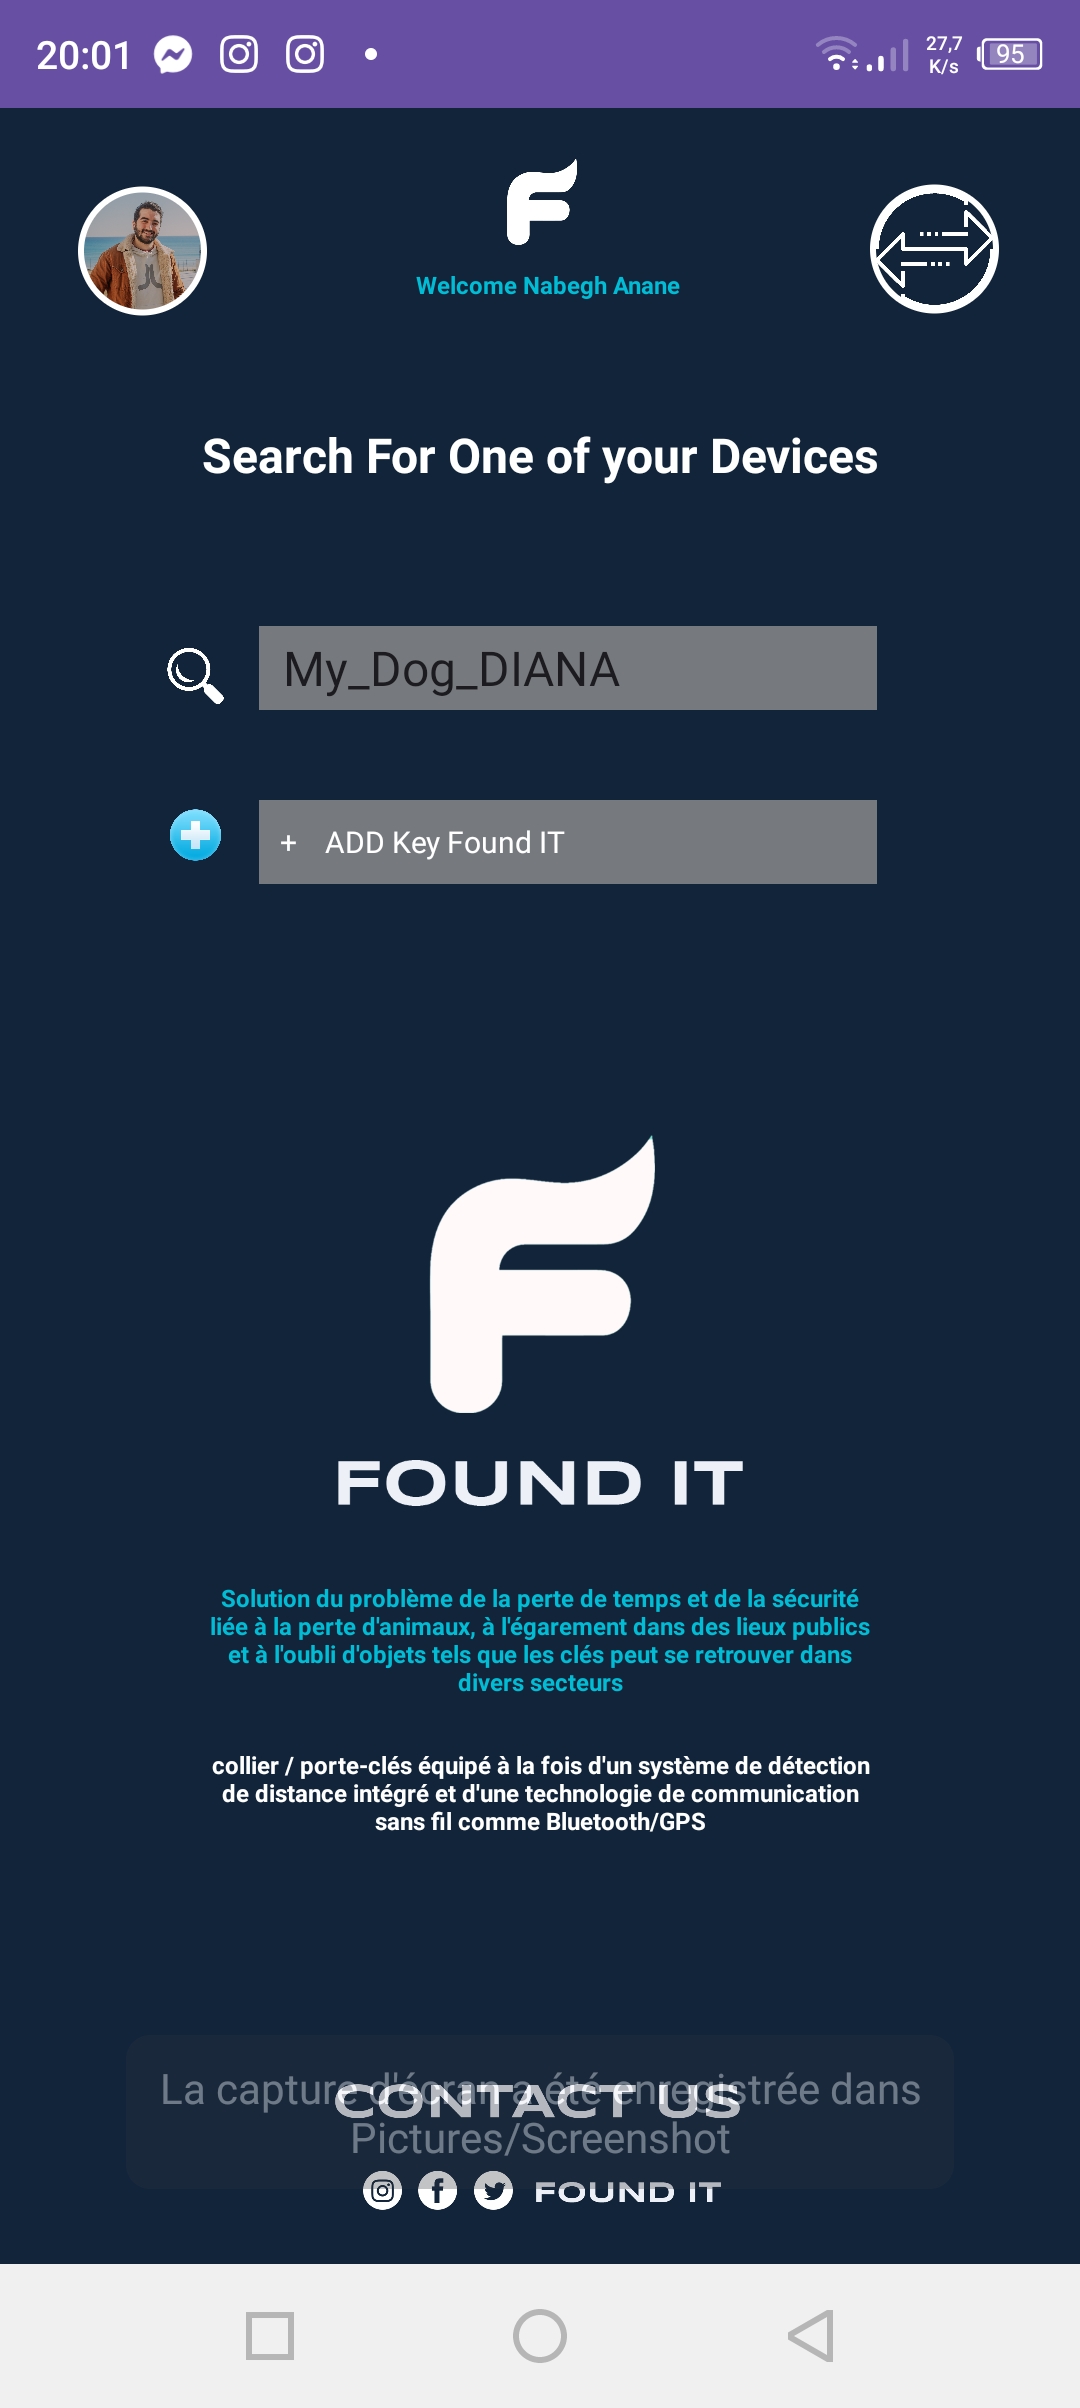 20:01
27,7
K/s
95
Welcome Nabegh Anane
Search For One of your Devices
My_Dog_DIANA
+ ADD Key Found IT
FOUND IT
Solution du problème de la perte de temps et de la sécurité
liée à la perte d'animaux, à l'égarement dans des lieux publics
et à l'oubli d'objets tels que les clés peut se retrouver dans
divers secteurs
collier / porte-clés équipé à la fois d'un système de détection
de distance intégré et d'une technologie de communication
sans fil comme Bluetooth/GPS
La capture d'écran a été enregistrée dans
CONTACT US
Pictures/Screenshot
FOUND IT